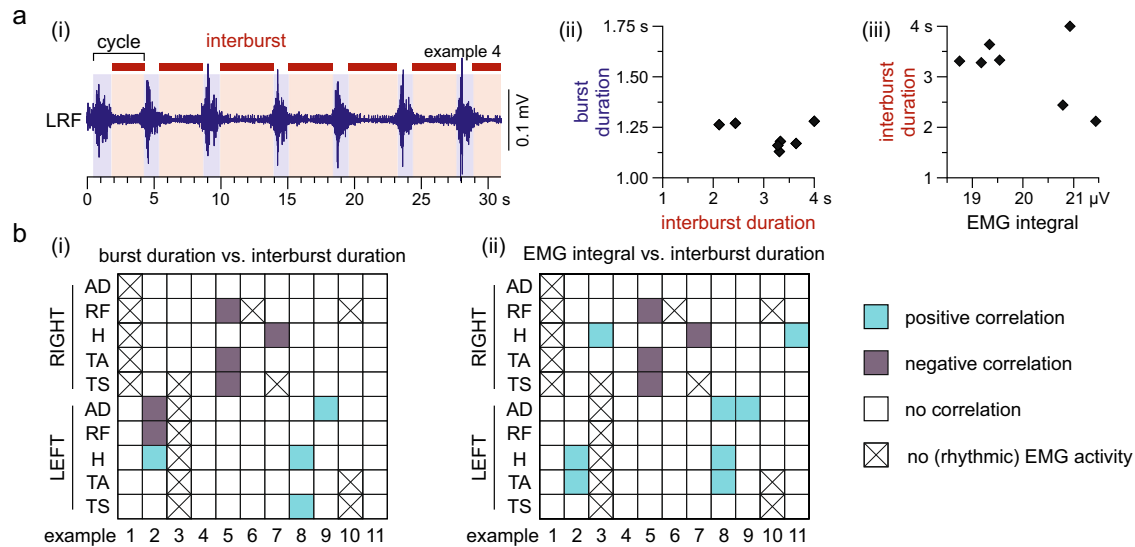 a
(i)
cycle
interburst
example 4
LRF
0.1 mV
0 5 10 15 20 25 30 s
(ii)
1.75 s
1.50
1.25
1.00
burst
duration
1 2 3 4 s
interburst duration
(iii)
4 s
3
2
1
interburst
duration
19 20 21 µV
EMG integral
b
(i)
burst duration vs. interburst duration
RIGHT
AD
RF
H
TA
TS
LEFT
AD
RF
H
TA
TS
example 1 2 3 4 5 6 7 8 9 10 11
(ii)
EMG integral vs. interburst duration
RIGHT
AD
RF
H
TA
TS
LEFT
AD
RF
H
TA
TS
example 1 2 3 4 5 6 7 8 9 10 11
positive correlation
negative correlation
no correlation
no (rhythmic) EMG activity